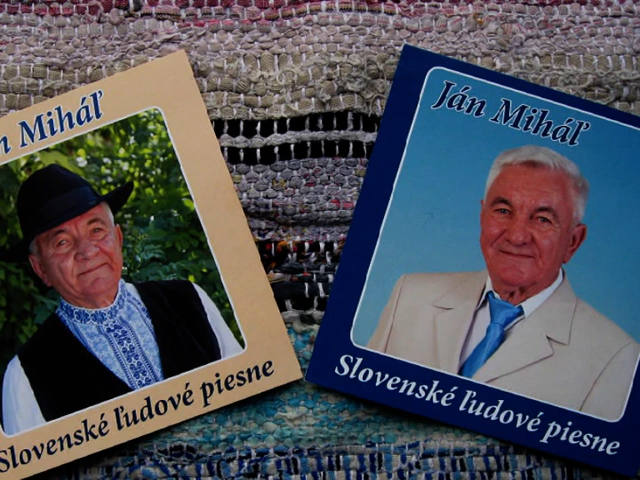 Miháľ
Slovenské ľudové piesne
Ján Miháľ
Slovenské ľudové piesne